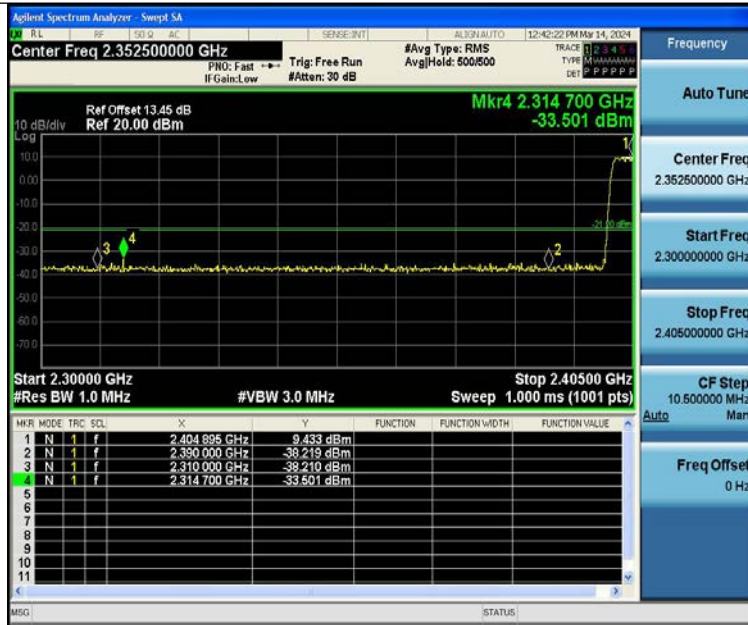 Agilent Spectrum Analyzer - Swept SA
RL RF 50 Ω AC SENSE:INT ALIGN AUTO 12:42:22 PM Mar 14, 2024
Center Freq 2.352500000 GHz
#Avg Type: RMS
TRACE 1 2 3 4 5 6
PNO: Fast Trig: Free Run Avg|Hold: 500/500 TYPE M
IFGain:Low #Atten: 30 dB DET P P P P P
Frequency
Auto Tune
Ref Offset 13.45 dB
Mkr4 2.314 700 GHz
10 dB/div Ref 20.00 dBm -33.501 dBm
Log
10.0
0.00
-10.0
-20.0
-30.0
-40.0
-50.0
-60.0
-70.0
1
2
3
4
-21.00 dBm
Start 2.30000 GHz Stop 2.40500 GHz
#Res BW 1.0 MHz #VBW 3.0 MHz Sweep 1.000 ms (1001 pts)
Center Freq
2.352500000 GHz
Start Freq
2.300000000 GHz
Stop Freq
2.405000000 GHz
CF Step
10.500000 MHz
Auto Man
Freq Offset
0 Hz
MKR MODE TRC SCL X Y FUNCTION FUNCTION WIDTH FUNCTION VALUE
1 N 1 f 2.404 895 GHz 9.433 dBm
2 N 1 f 2.390 000 GHz -38.219 dBm
3 N 1 f 2.310 000 GHz -38.210 dBm
4 N 1 f 2.314 700 GHz -33.501 dBm
5
6
7
8
9
10
11
MSG STATUS